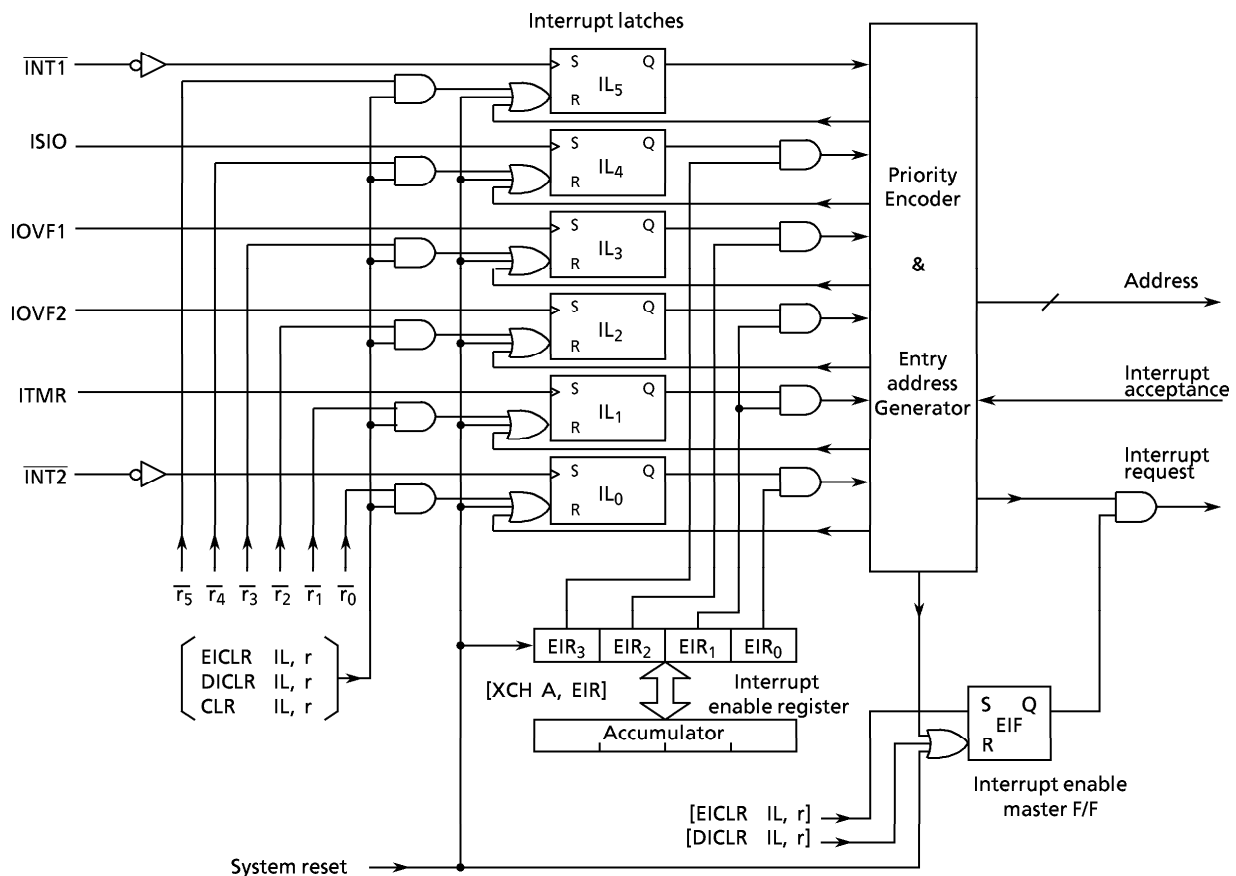 Interrupt latches
INT1
S Q
IL5
R
ISIO
S Q
IL4
R
IOVF1
S Q
IL3
R
IOVF2
S Q
IL2
R
ITMR
S Q
IL1
R
INT2
S Q
IL0
R
Priority
Encoder
&
Entry
address
Generator
Address
Interrupt
acceptance
Interrupt
request
r5 r4 r3 r2 r1 r0
EICLR IL, r
DICLR IL, r
CLR IL, r
EIR3 EIR2 EIR1 EIR0
[XCH A, EIR]
Interrupt
enable register
Accumulator
S Q
EIF
R
Interrupt enable
master F/F
[EICLR IL, r]
[DICLR IL, r]
System reset